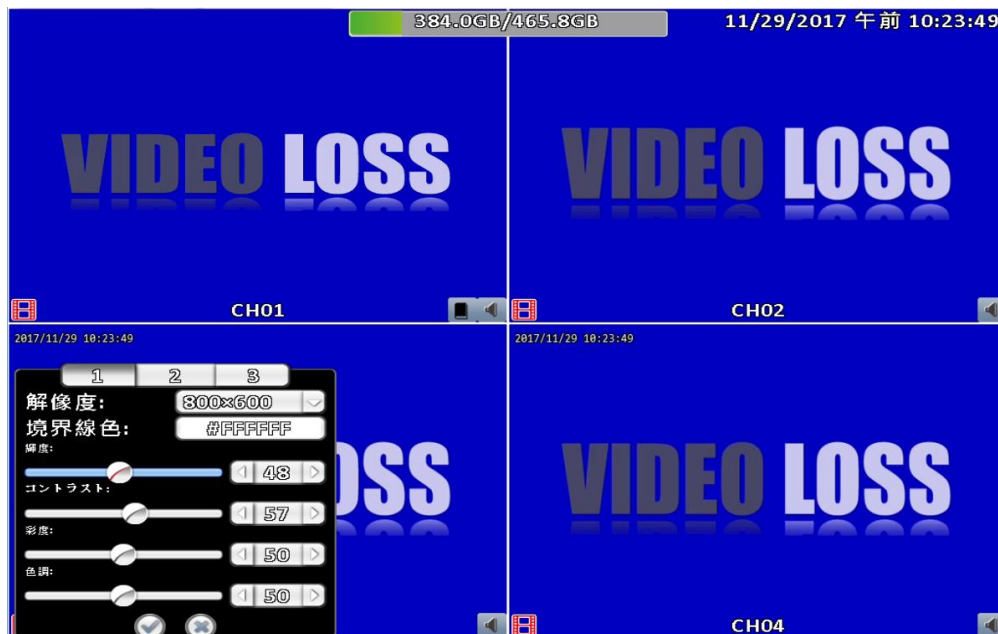 384.0GB/465.8GB
11/29/2017 午前 10:23:49
VIDEO LOSS
VIDEO LOSS
CH01
CH02
2017/11/29 10:23:49
2017/11/29 10:23:49
1 2 3
解像度: 800×600
境界線色: #FFFFFF
輝度:
48
コントラスト:
57
彩度:
50
色調:
50
OSS
VIDEO LOSS
CH04